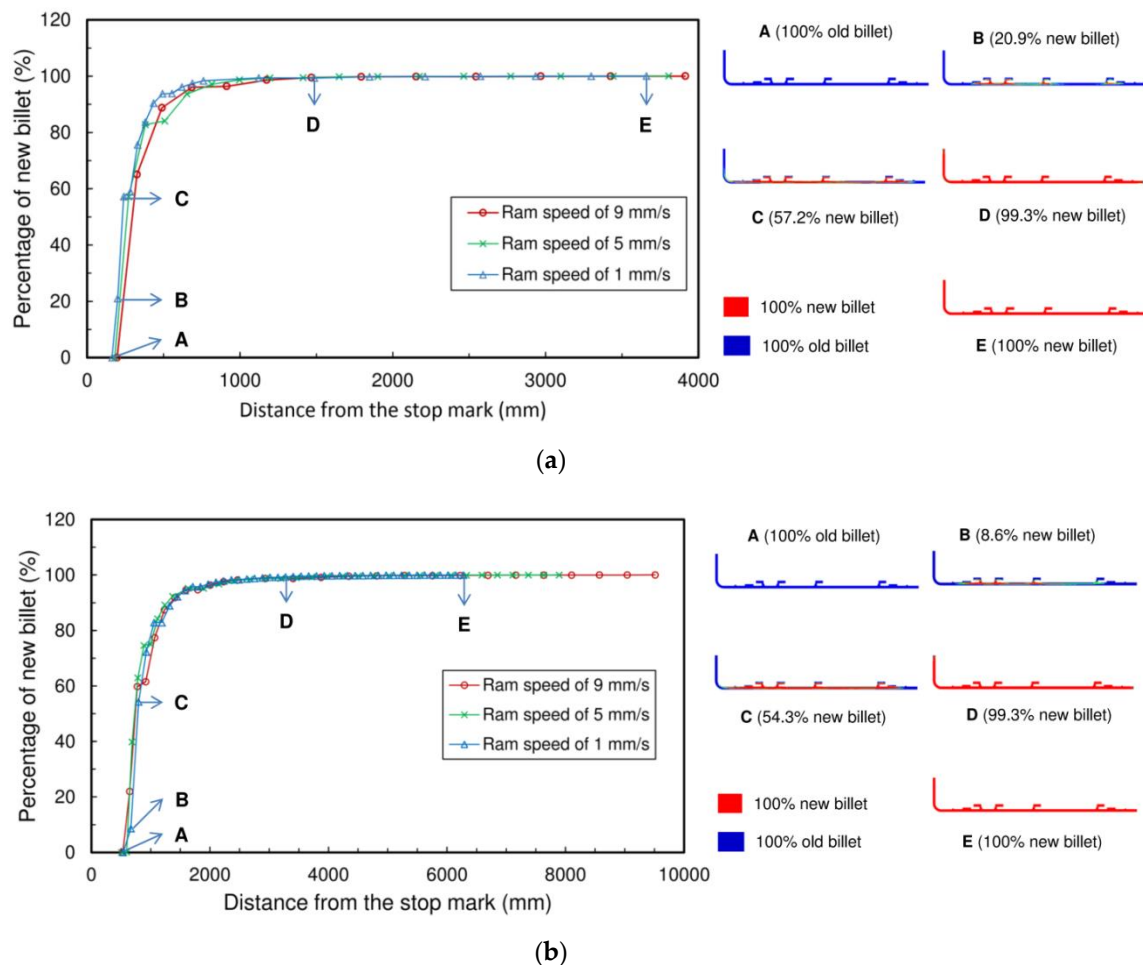 120
100
80
60
40
20
0
Percentage of new billet (%)
C
B
A
D
E
Ram speed of 9 mm/s
Ram speed of 5 mm/s
Ram speed of 1 mm/s
0 1000 2000 3000 4000
Distance from the stop mark (mm)
A (100% old billet)
B (20.9% new billet)
C (57.2% new billet)
D (99.3% new billet)
100% new billet
100% old billet
E (100% new billet)
(a)
120
100
80
60
40
20
0
Percentage of new billet (%)
C
B
A
D
E
Ram speed of 9 mm/s
Ram speed of 5 mm/s
Ram speed of 1 mm/s
0 2000 4000 6000 8000 10000
Distance from the stop mark (mm)
A (100% old billet)
B (8.6% new billet)
C (54.3% new billet)
D (99.3% new billet)
100% new billet
100% old billet
E (100% new billet)
(b)